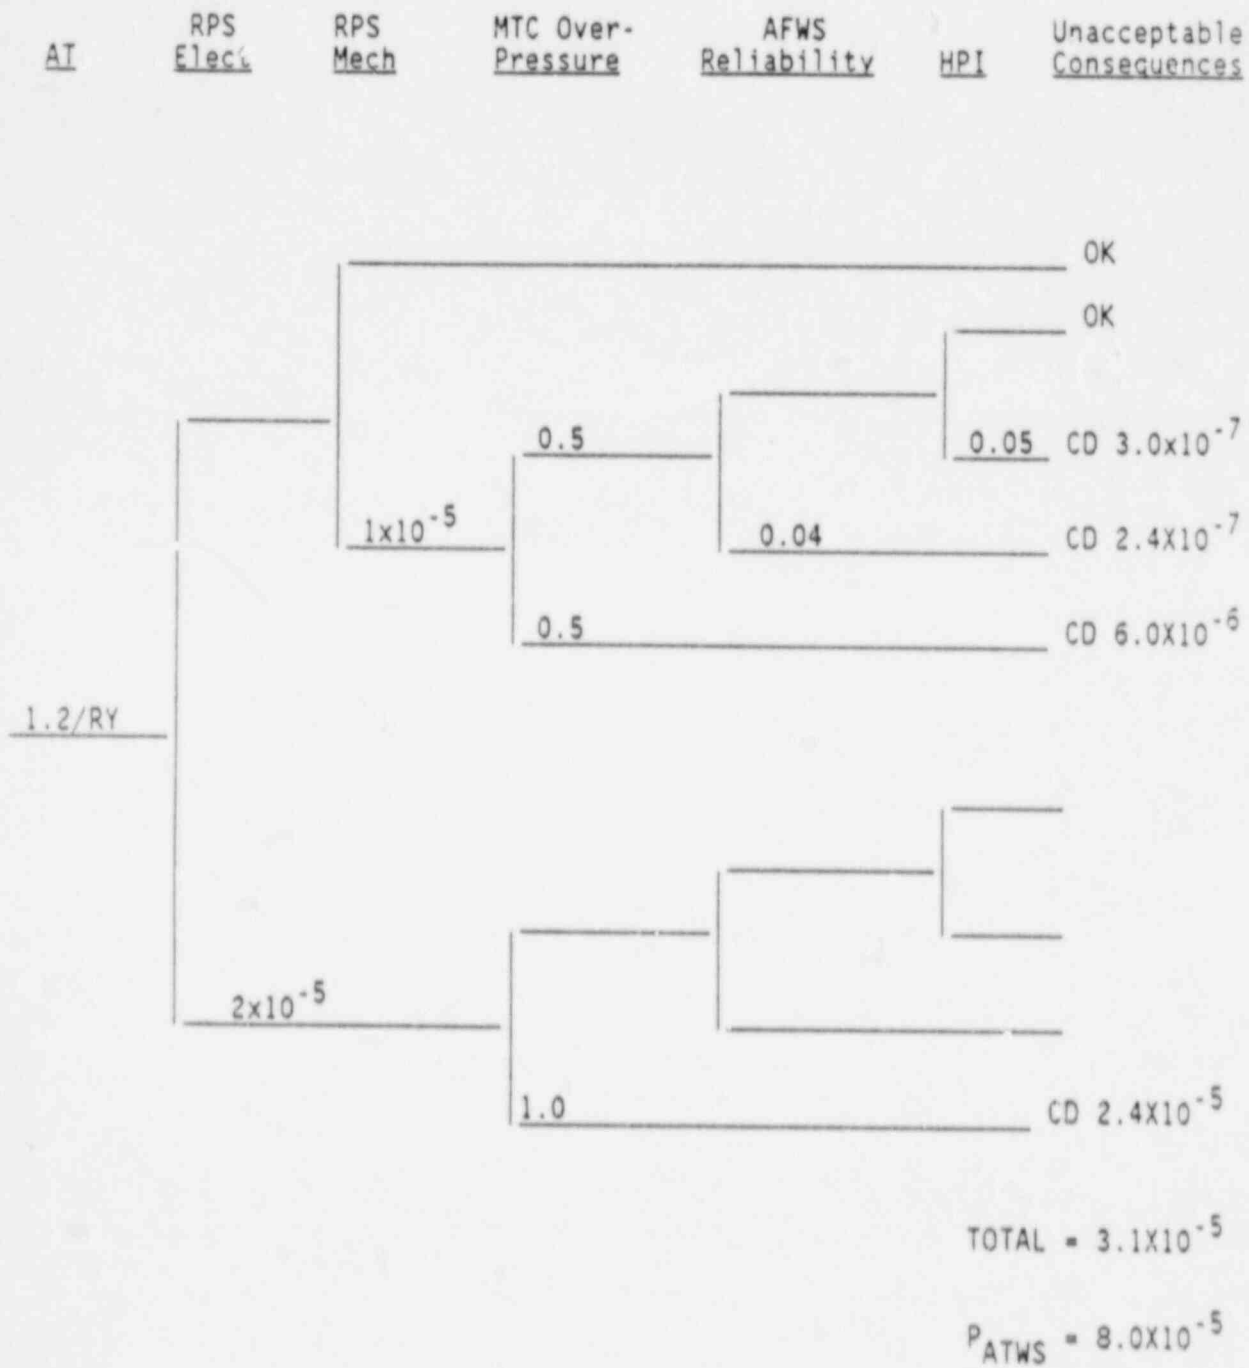 AT
RPS Elect
RPS Mech
MTC Over-Pressure
AFWS Reliability
HPI
Unacceptable Consequences
OK
OK
0.5
0.05 CD 3.0x10⁻⁷
1x10⁻⁵
0.04 CD 2.4X10⁻⁷
0.5 CD 6.0X10⁻⁶
1.2/RY
2x10⁻⁵
1.0 CD 2.4X10⁻⁵
TOTAL = 3.1X10⁻⁵
P_ATWS = 8.0X10⁻⁵